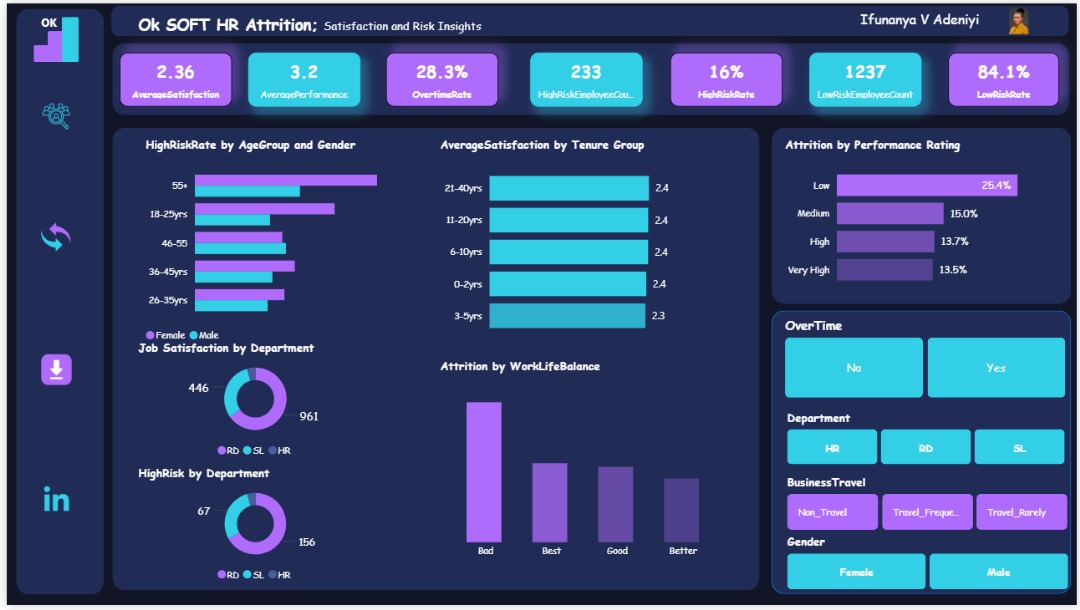 OK
Ok SOFT HR Attrition; Satisfaction and Risk Insights
Ifunanya V Adeniyi
2.36
AverageSatisfaction
3.2
AveragePerformance
28.3%
OvertimeRate
233
HighRiskEmployeeCou...
16%
HighRiskRate
1237
LowRiskEmployeeCount
84.1%
LowRiskRate
HighRiskRate by AgeGroup and Gender
55+
18-25yrs
46-55
36-45yrs
26-35yrs
Female Male
AverageSatisfaction by Tenure Group
21-40yrs 2.4
11-20yrs 2.4
6-10yrs 2.4
0-2yrs 2.4
3-5yrs 2.3
Attrition by Performance Rating
Low 25.4%
Medium 15.0%
High 13.7%
Very High 13.5%
Job Satisfaction by Department
446
961
RD SL HR
HighRisk by Department
67
156
RD SL HR
Attrition by WorkLifeBalance
Bad Best Good Better
OverTime
No Yes
Department
HR RD SL
BusinessTravel
Non_Travel Travel_Freque... Travel_Rarely
Gender
Female Male
in